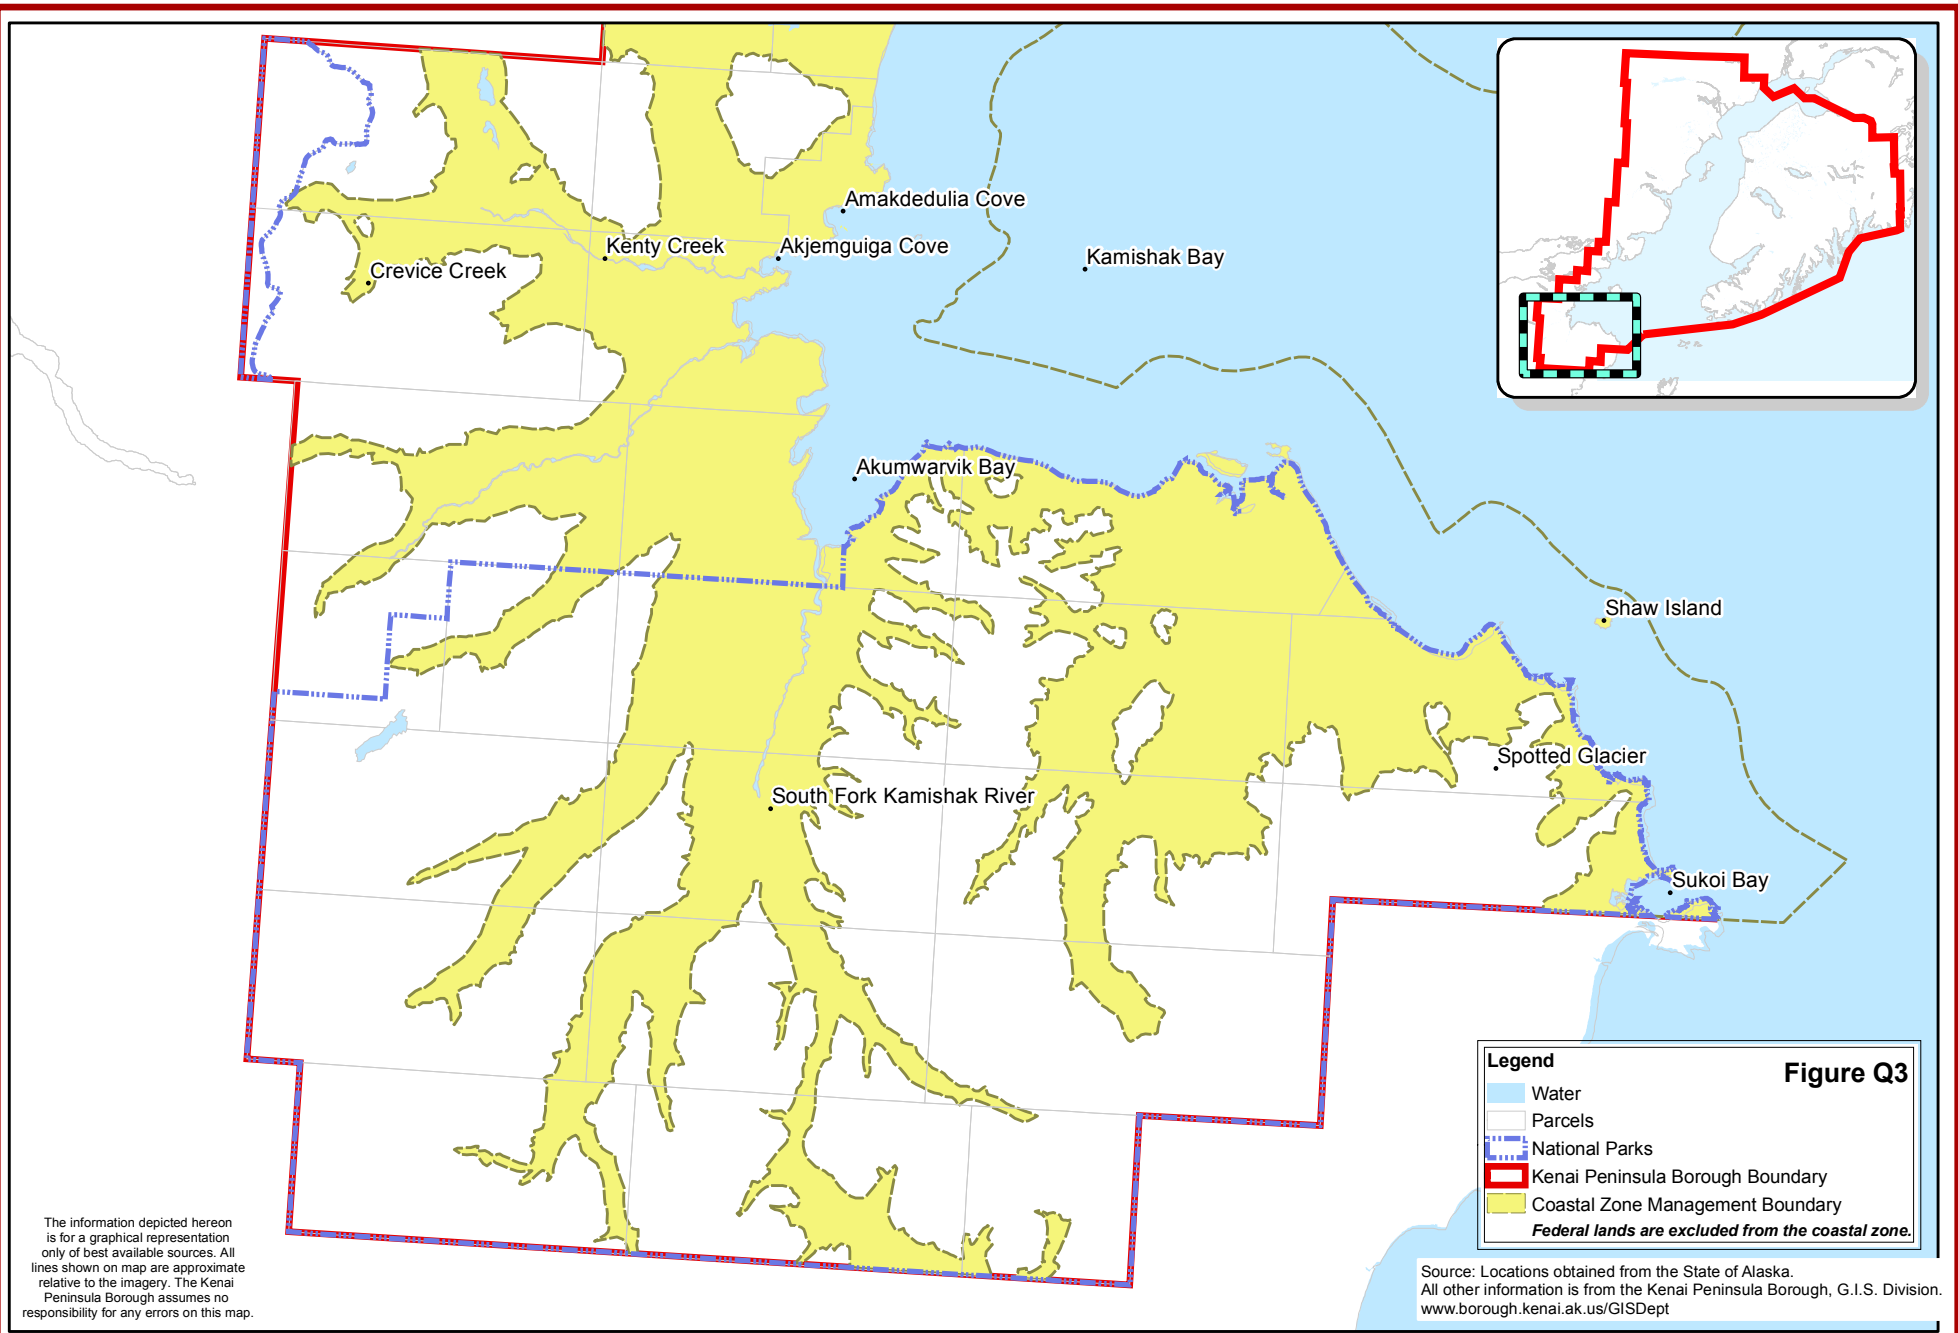 Amakdedulia Cove
Kenty Creek
Akjemguiga Cove
Kamishak Bay
Crevice Creek
Akumwarvik Bay
Shaw Island
Spotted Glacier
South Fork Kamishak River
Sukoi Bay
Legend
Figure Q3
Water
Parcels
National Parks
Kenai Peninsula Borough Boundary
Coastal Zone Management Boundary
Federal lands are excluded from the coastal zone.
The information depicted hereon
is for a graphical representation
only of best available sources. All
lines shown on map are approximate
relative to the imagery. The Kenai
Peninsula Borough assumes no
responsibility for any errors on this map.
Source: Locations obtained from the State of Alaska.
All other information is from the Kenai Peninsula Borough, G.I.S. Division.
www.borough.kenai.ak.us/GISDept